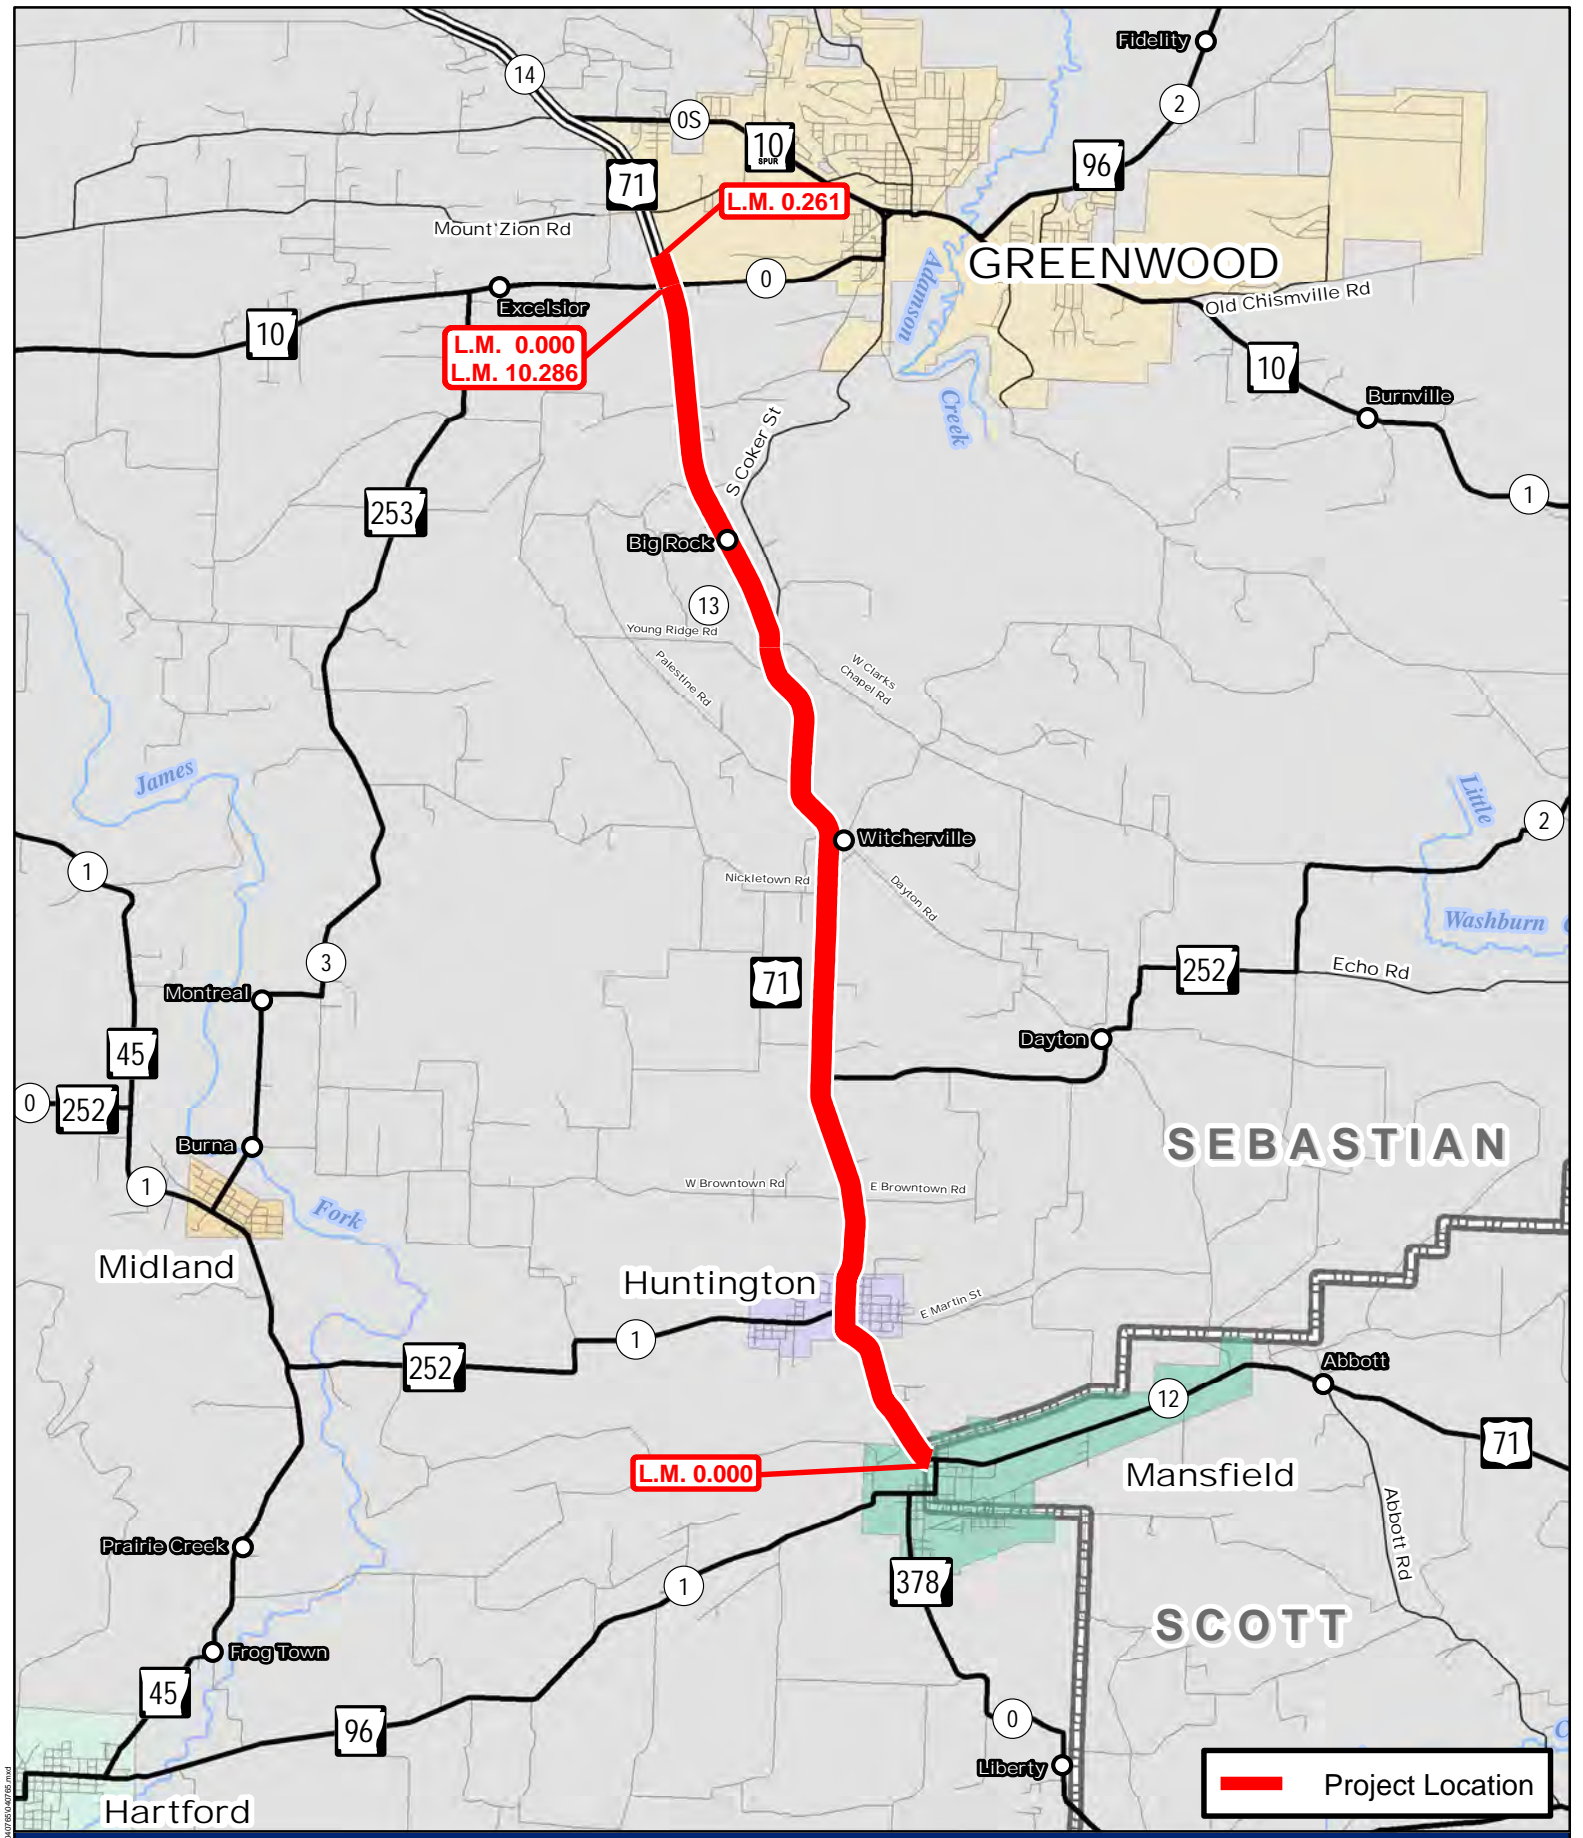 Fidelity
14
2
0S
10
SPUR
96
71
L.M. 0.261
Mount Zion Rd
GREENWOOD
Adamson
0
Excelsior
Old Chismville Rd
10
L.M. 0.000
L.M. 10.286
10
Burnville
Creek
S Coker St
1
253
Big Rock
13
Young Ridge Rd
Palestine Rd
W Clarks
Chapel Rd
James
Little
2
Witcherville
1
Nickletown Rd
Dayton Rd
Washburn
3
71
252
Echo Rd
Montreal
Dayton
45
0
252
SEBASTIAN
Burna
1
W Browntown Rd
E Browntown Rd
Fork
Midland
Huntington
E Martin St
1
252
Abbott
12
71
L.M. 0.000
Mansfield
Abbott Rd
Prairie Creek
1
378
SCOTT
Frog Town
45
96
0
Liberty
Project Location
Hartford